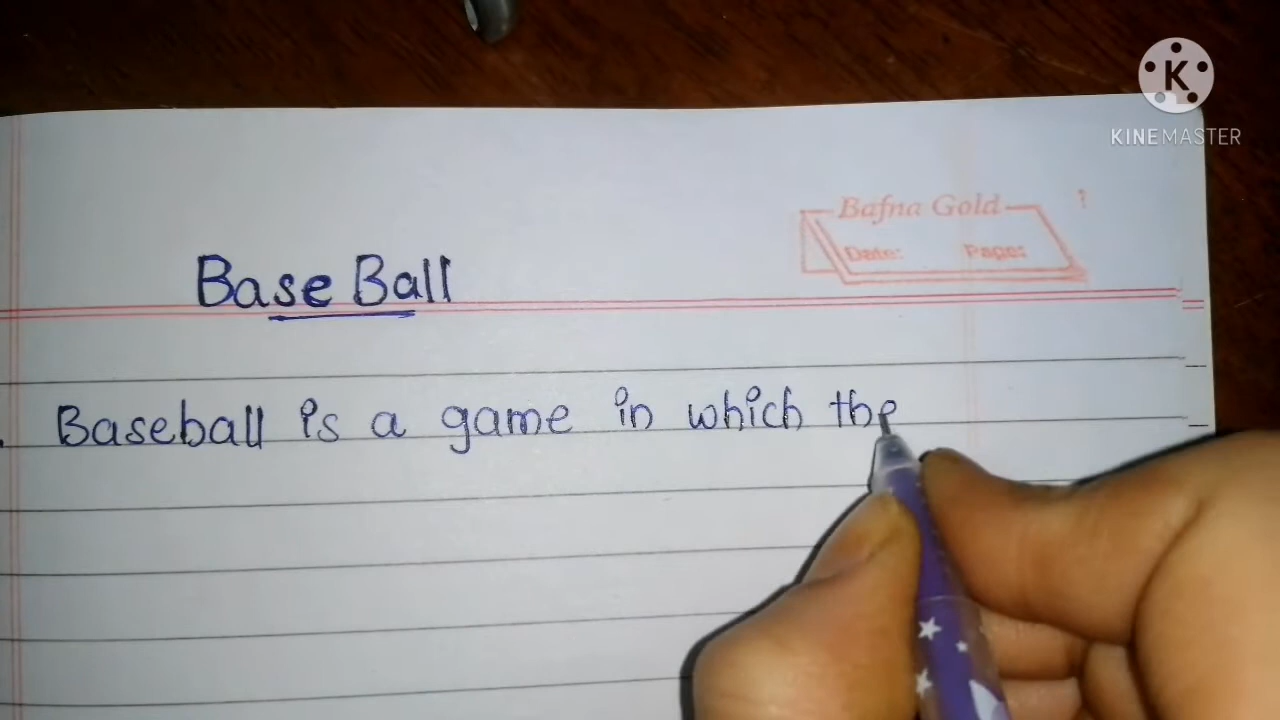 KINEMASTER
Bafna Gold
Date: Page:
Base Ball
Baseball is a game in which the